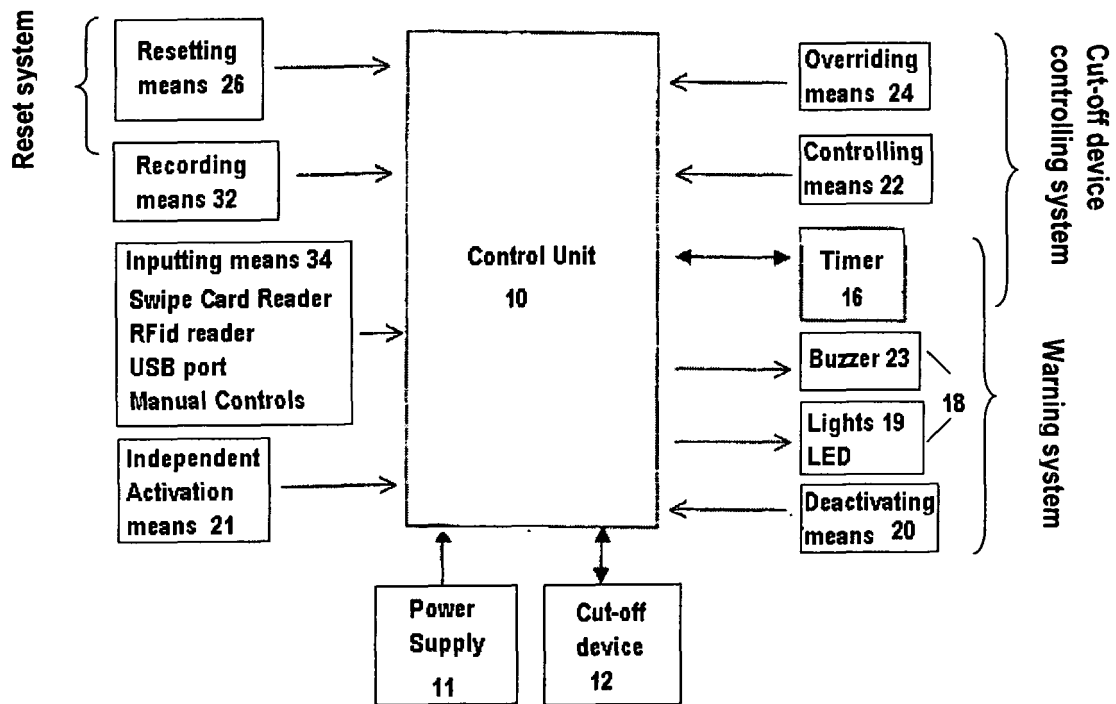 Reset system
Resetting
means 26
Recording
means 32
Inputting means 34
Swipe Card Reader
RFid reader
USB port
Manual Controls
Independent
Activation
means 21
Control Unit
10
Power
Supply
11
Cut-off
device
12
Overriding
means 24
Controlling
means 22
Timer
16
Buzzer 23
Lights 19
LED
18
Deactivating
means 20
Cut-off device
controlling system
Warning system